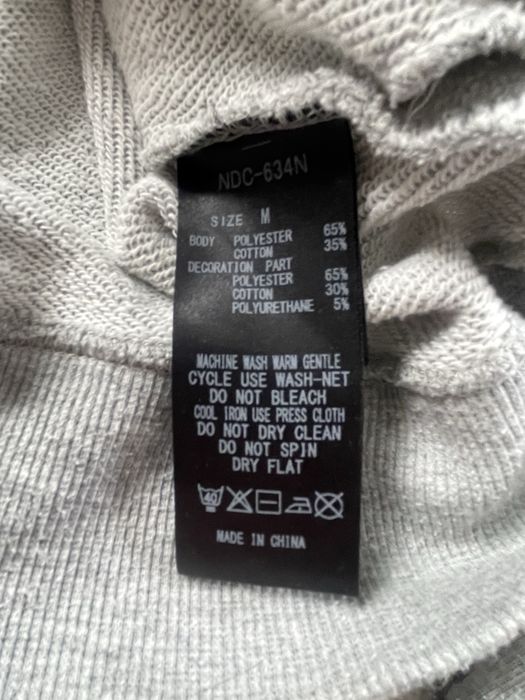 NDC-634N
SIZE M
BODY POLYESTER 65%
COTTON 35%
DECORATION PART
POLYESTER 65%
COTTON 30%
POLYURETHANE 5%
MACHINE WASH WARM GENTLE
CYCLE USE WASH-NET
DO NOT BLEACH
COOL IRON USE PRESS CLOTH
DO NOT DRY CLEAN
DO NOT SPIN
DRY FLAT
40
MADE IN CHINA